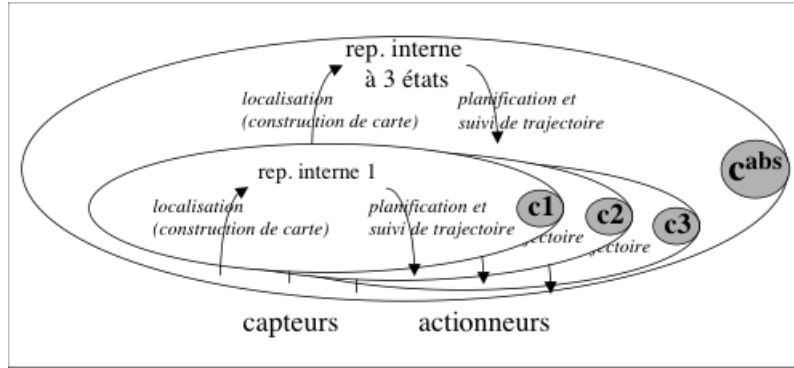 rep. interne
à 3 états
localisation
(construction de carte)
planification et
suivi de trajectoire
c^abs
rep. interne 1
localisation
(construction de carte)
planification et
suivi de trajectoire
c1
c2
c3
capteurs
actionneurs